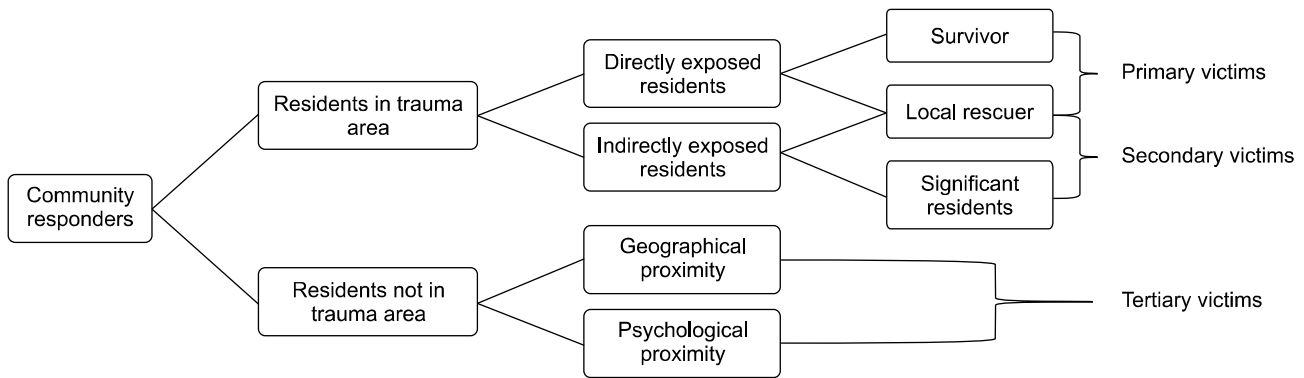 Community
responders
Residents in trauma
area
Residents not in
trauma area
Directly exposed
residents
Indirectly exposed
residents
Geographical
proximity
Psychological
proximity
Survivor
Local rescuer
Significant
residents
Primary victims
Secondary victims
Tertiary victims